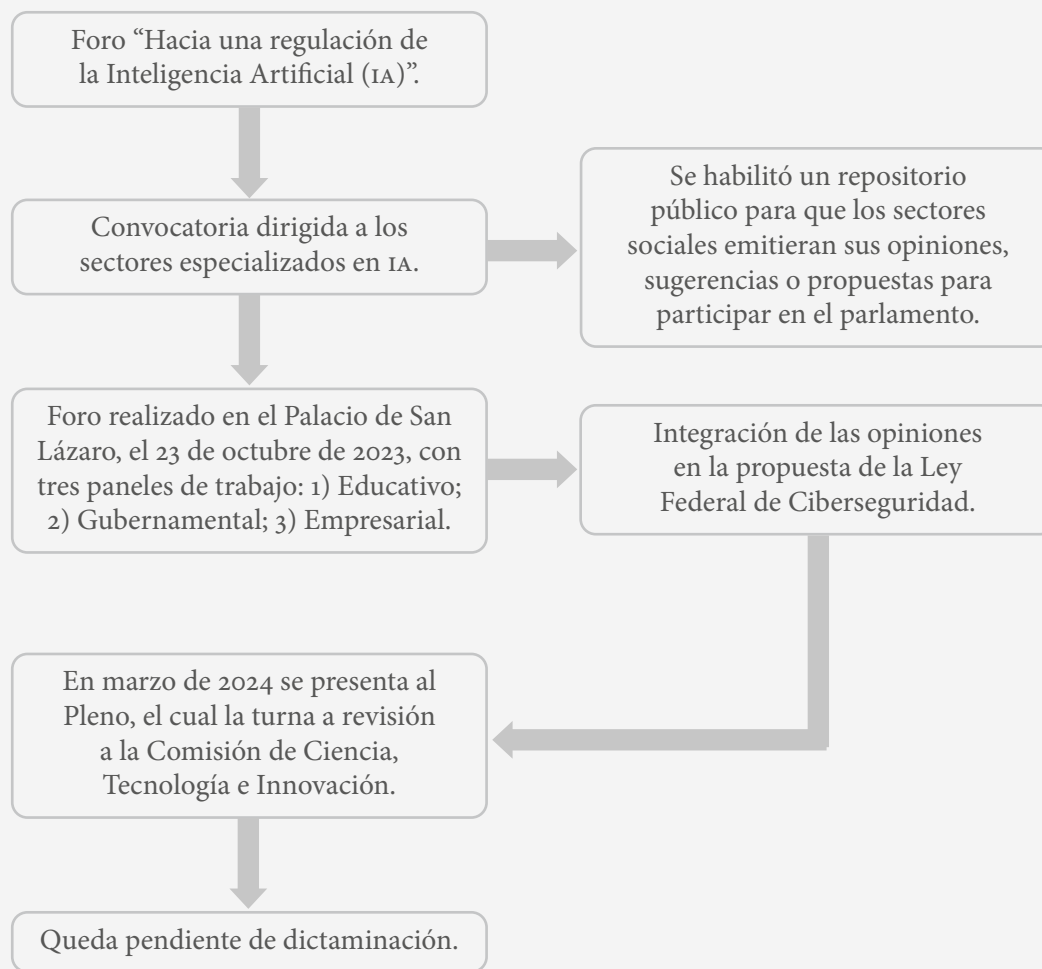 Foro “Hacia una regulación de
la Inteligencia Artificial (IA)”.
Convocatoria dirigida a los
sectores especializados en IA.
Se habilitó un repositorio
público para que los sectores
sociales emitieran sus opiniones,
sugerencias o propuestas para
participar en el parlamento.
Foro realizado en el Palacio de San
Lázaro, el 23 de octubre de 2023, con
tres paneles de trabajo: 1) Educativo;
2) Gubernamental; 3) Empresarial.
Integración de las opiniones
en la propuesta de la Ley
Federal de Ciberseguridad.
En marzo de 2024 se presenta al
Pleno, el cual la turna a revisión
a la Comisión de Ciencia,
Tecnología e Innovación.
Queda pendiente de dictaminación.